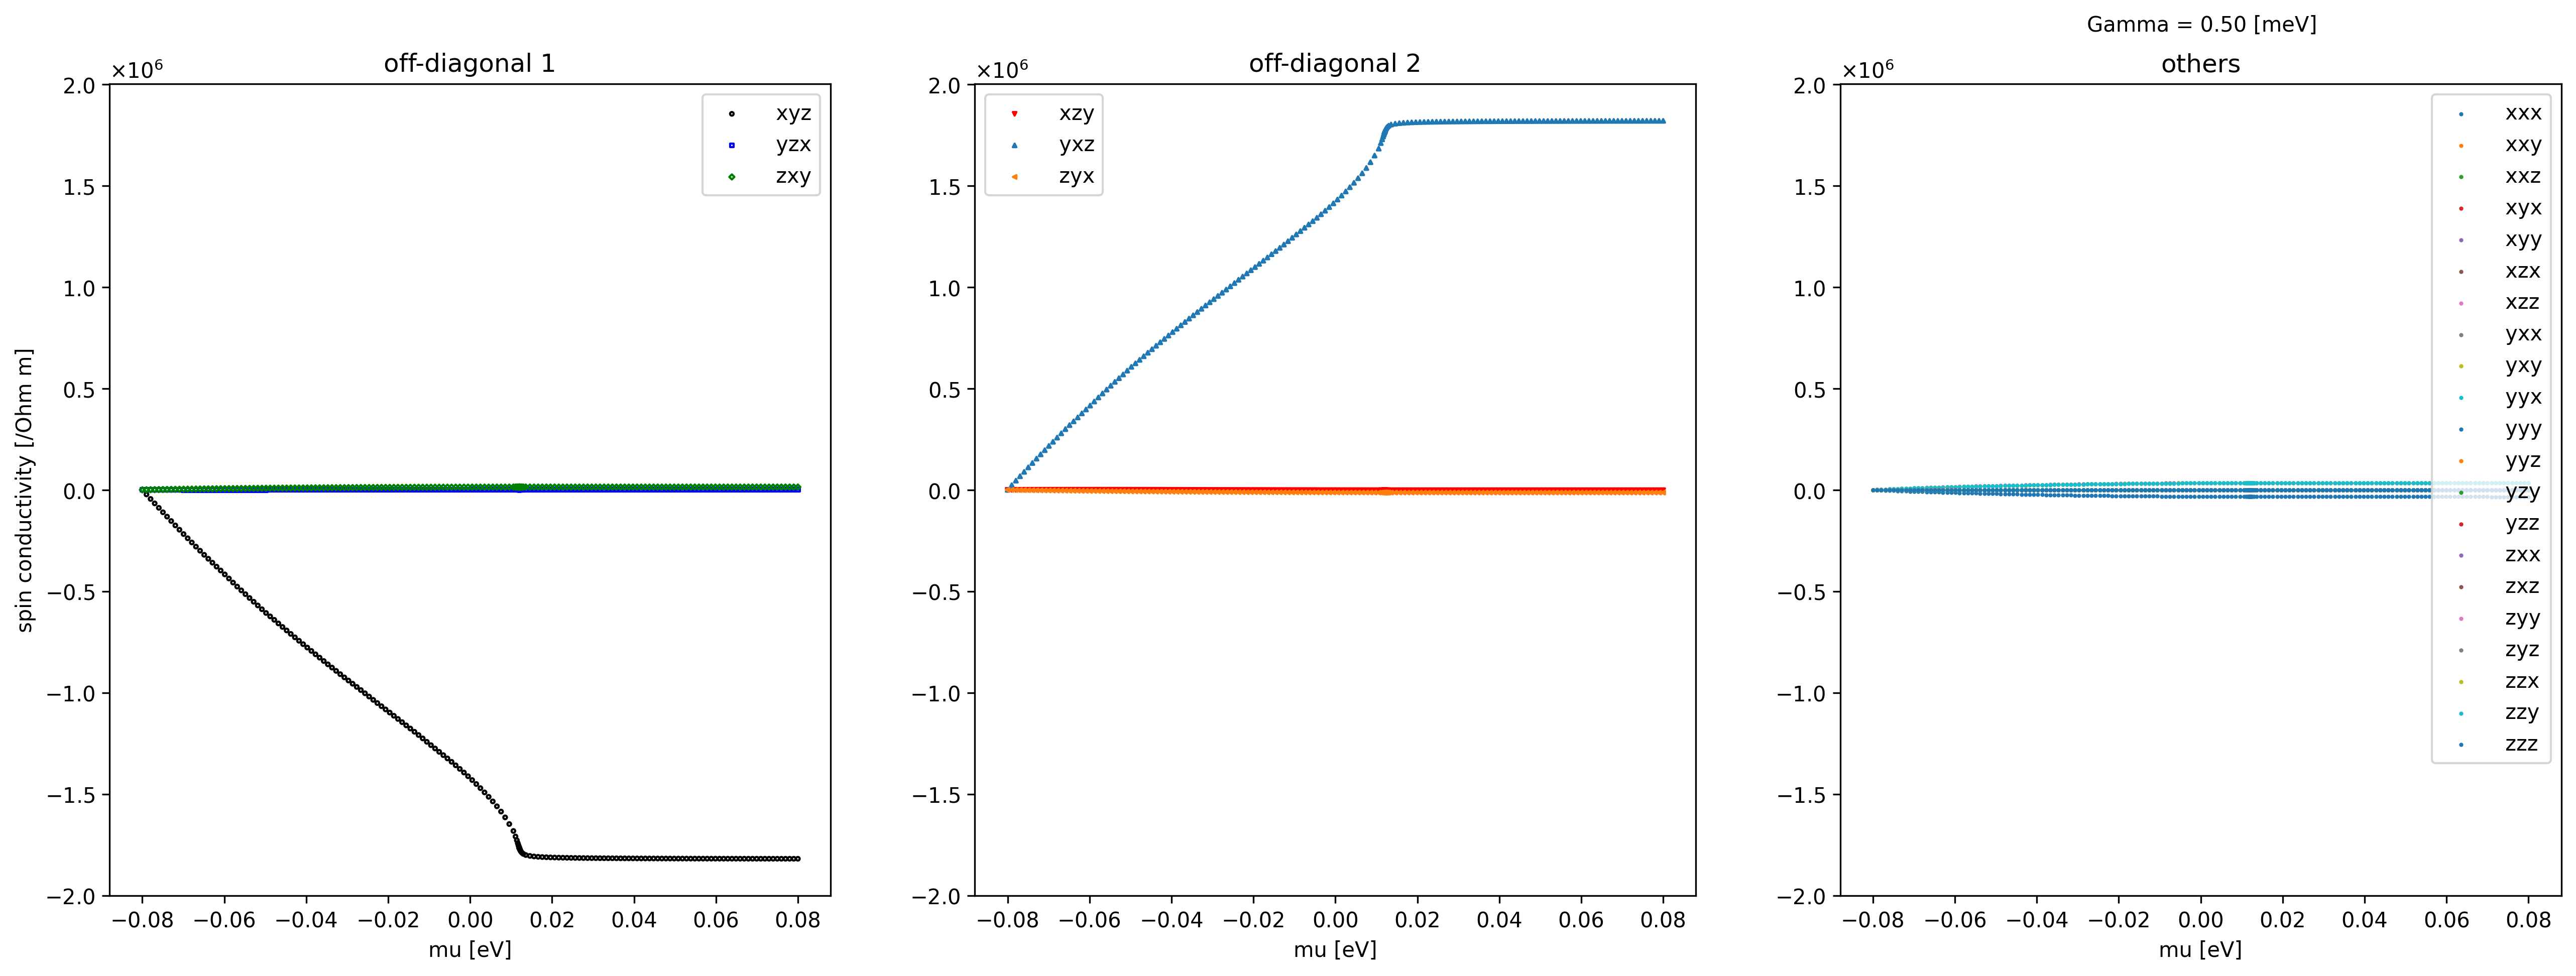 Gamma = 0.50 [meV]
off-diagonal 1
×10⁶
2.0
1.5
1.0
0.5
0.0
−0.5
−1.0
−1.5
−2.0
spin conductivity [/Ohm m]
xyz
yzx
zxy
−0.08 −0.06 −0.04 −0.02 0.00 0.02 0.04 0.06 0.08
mu [eV]
off-diagonal 2
×10⁶
2.0
1.5
1.0
0.5
0.0
−0.5
−1.0
−1.5
−2.0
xzy
yxz
zyx
−0.08 −0.06 −0.04 −0.02 0.00 0.02 0.04 0.06 0.08
mu [eV]
others
×10⁶
2.0
1.5
1.0
0.5
0.0
−0.5
−1.0
−1.5
−2.0
xxx
xxy
xxz
xyx
xyy
xzx
xzz
yxx
yxy
yyx
yyy
yyz
yzy
yzz
zxx
zxz
zyy
zyz
zzx
zzy
zzz
−0.08 −0.06 −0.04 −0.02 0.00 0.02 0.04 0.06 0.08
mu [eV]